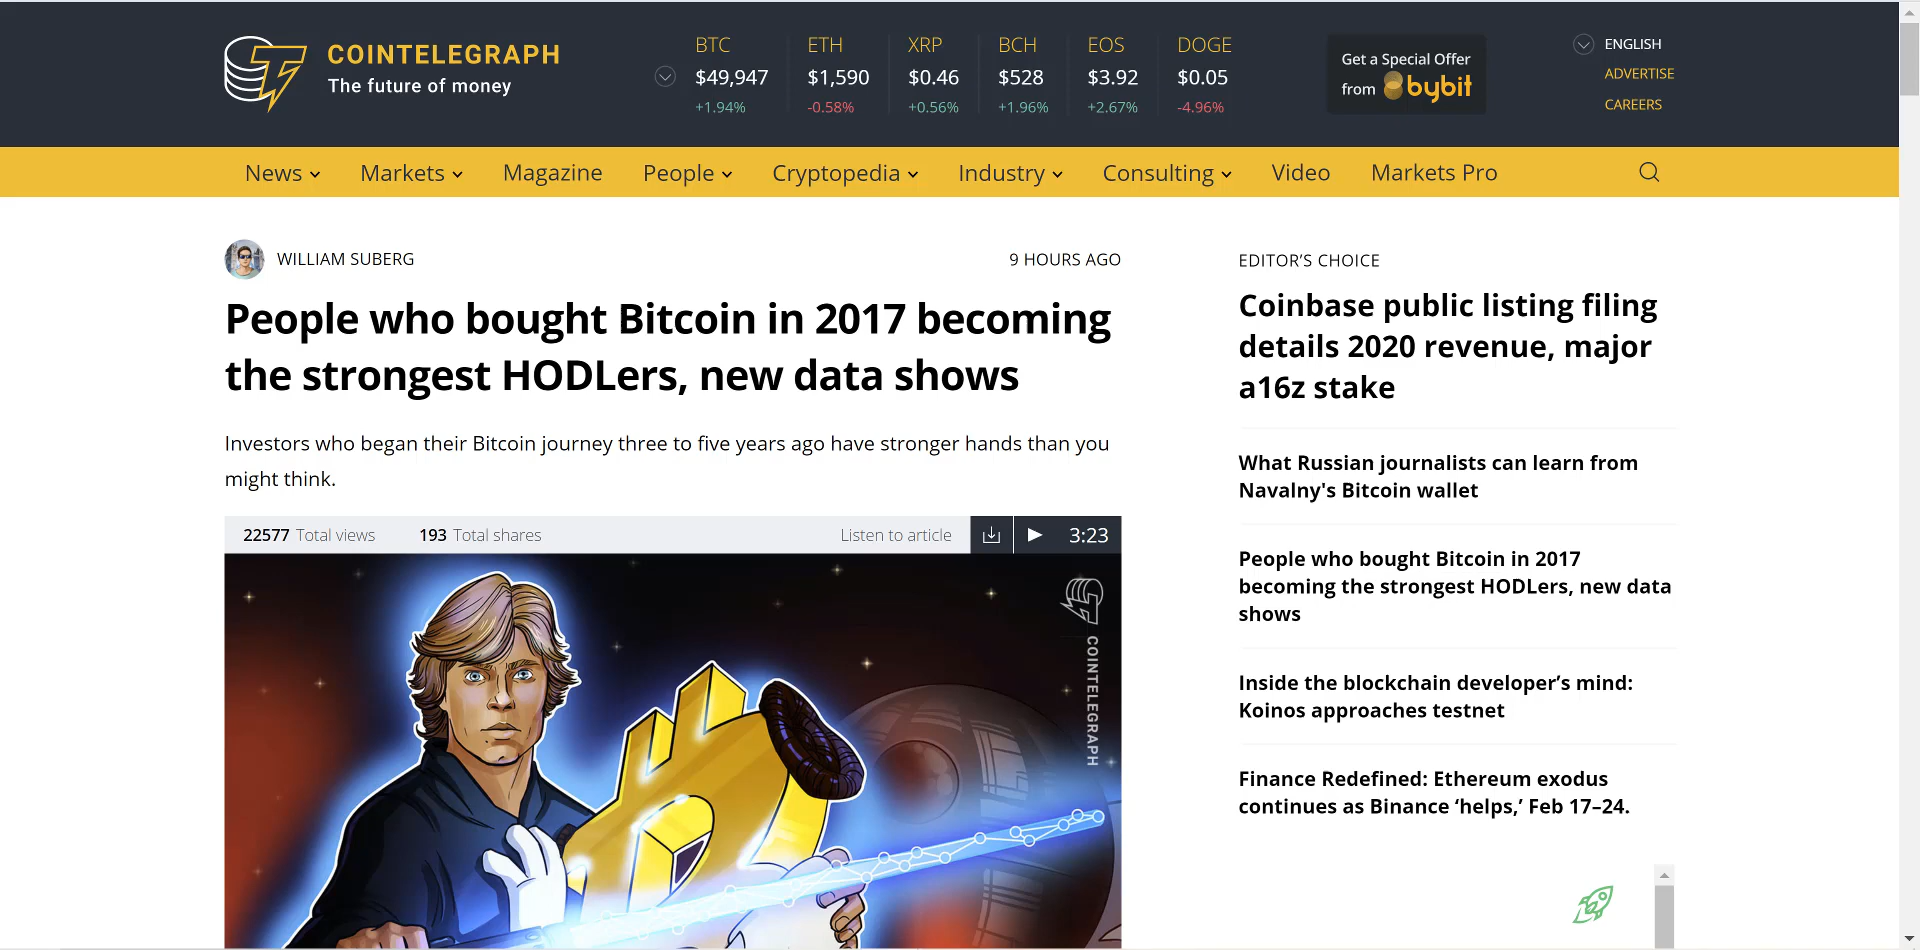 COINTELEGRAPH
The future of money
BTC
$49,947
+1.94%
ETH
$1,590
-0.58%
XRP
$0.46
+0.56%
BCH
$528
+1.96%
EOS
$3.92
+2.67%
DOGE
$0.05
-4.96%
Get a Special Offer
from bybit
ENGLISH
ADVERTISE
CAREERS
News Markets Magazine People Cryptopedia Industry Consulting Video Markets Pro
WILLIAM SUBERG
9 HOURS AGO
People who bought Bitcoin in 2017 becoming
the strongest HODLers, new data shows
Investors who began their Bitcoin journey three to five years ago have stronger hands than you
might think.
22577 Total views 193 Total shares Listen to article 3:23
COINTELEGRAPH
EDITOR’S CHOICE
Coinbase public listing filing
details 2020 revenue, major
a16z stake
What Russian journalists can learn from
Navalny's Bitcoin wallet
People who bought Bitcoin in 2017
becoming the strongest HODLers, new data
shows
Inside the blockchain developer’s mind:
Koinos approaches testnet
Finance Redefined: Ethereum exodus
continues as Binance ‘helps,’ Feb 17–24.